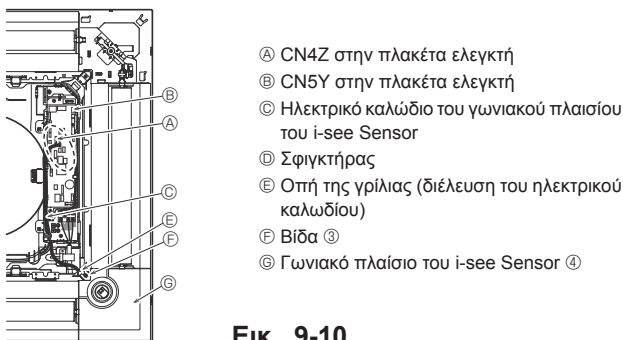 Ⓑ
Ⓐ
Ⓒ
Ⓔ
Ⓕ
Ⓖ
Ⓐ CN4Z στην πλακέτα ελεγκτή
Ⓑ CN5Y στην πλακέτα ελεγκτή
Ⓒ Ηλεκτρικό καλώδιο του γωνιακού πλαισίου
του i-see Sensor
Ⓓ Σφιγκτήρας
Ⓔ Οπή της γρίλιας (διέλευση του ηλεκτρικού
καλωδίου)
Ⓕ Βίδα ③
Ⓖ Γωνιακό πλαίσιο του i-see Sensor ④
Εικ. 9-10